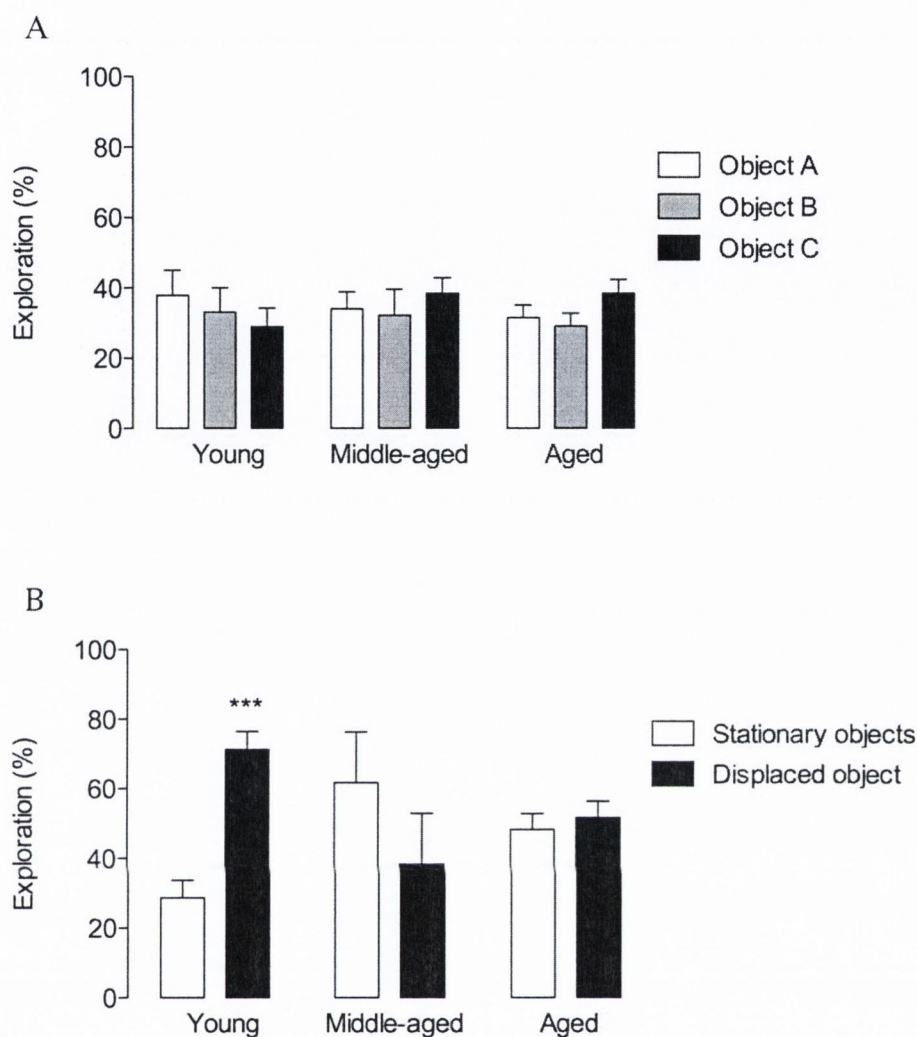 A
100
80
60
40
20
0
Exploration (%)
Object A
Object B
Object C
Young Middle-aged Aged
B
100
80
60
40
20
0
Exploration (%)
***
Stationary objects
Displaced object
Young Middle-aged Aged